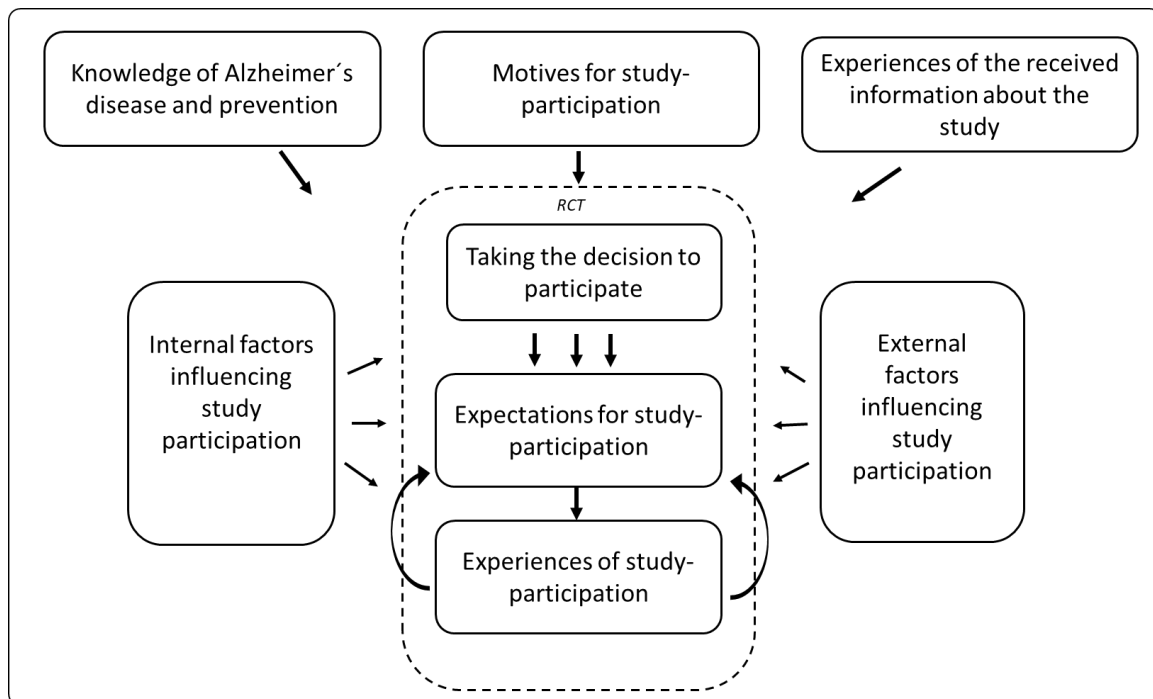 Knowledge of Alzheimer´s
disease and prevention
Motives for study-
participation
Experiences of the received
information about the
study
RCT
Taking the decision to
participate
Internal factors
influencing
study
participation
Expectations for study-
participation
External
factors
influencing
study
participation
Experiences of study-
participation